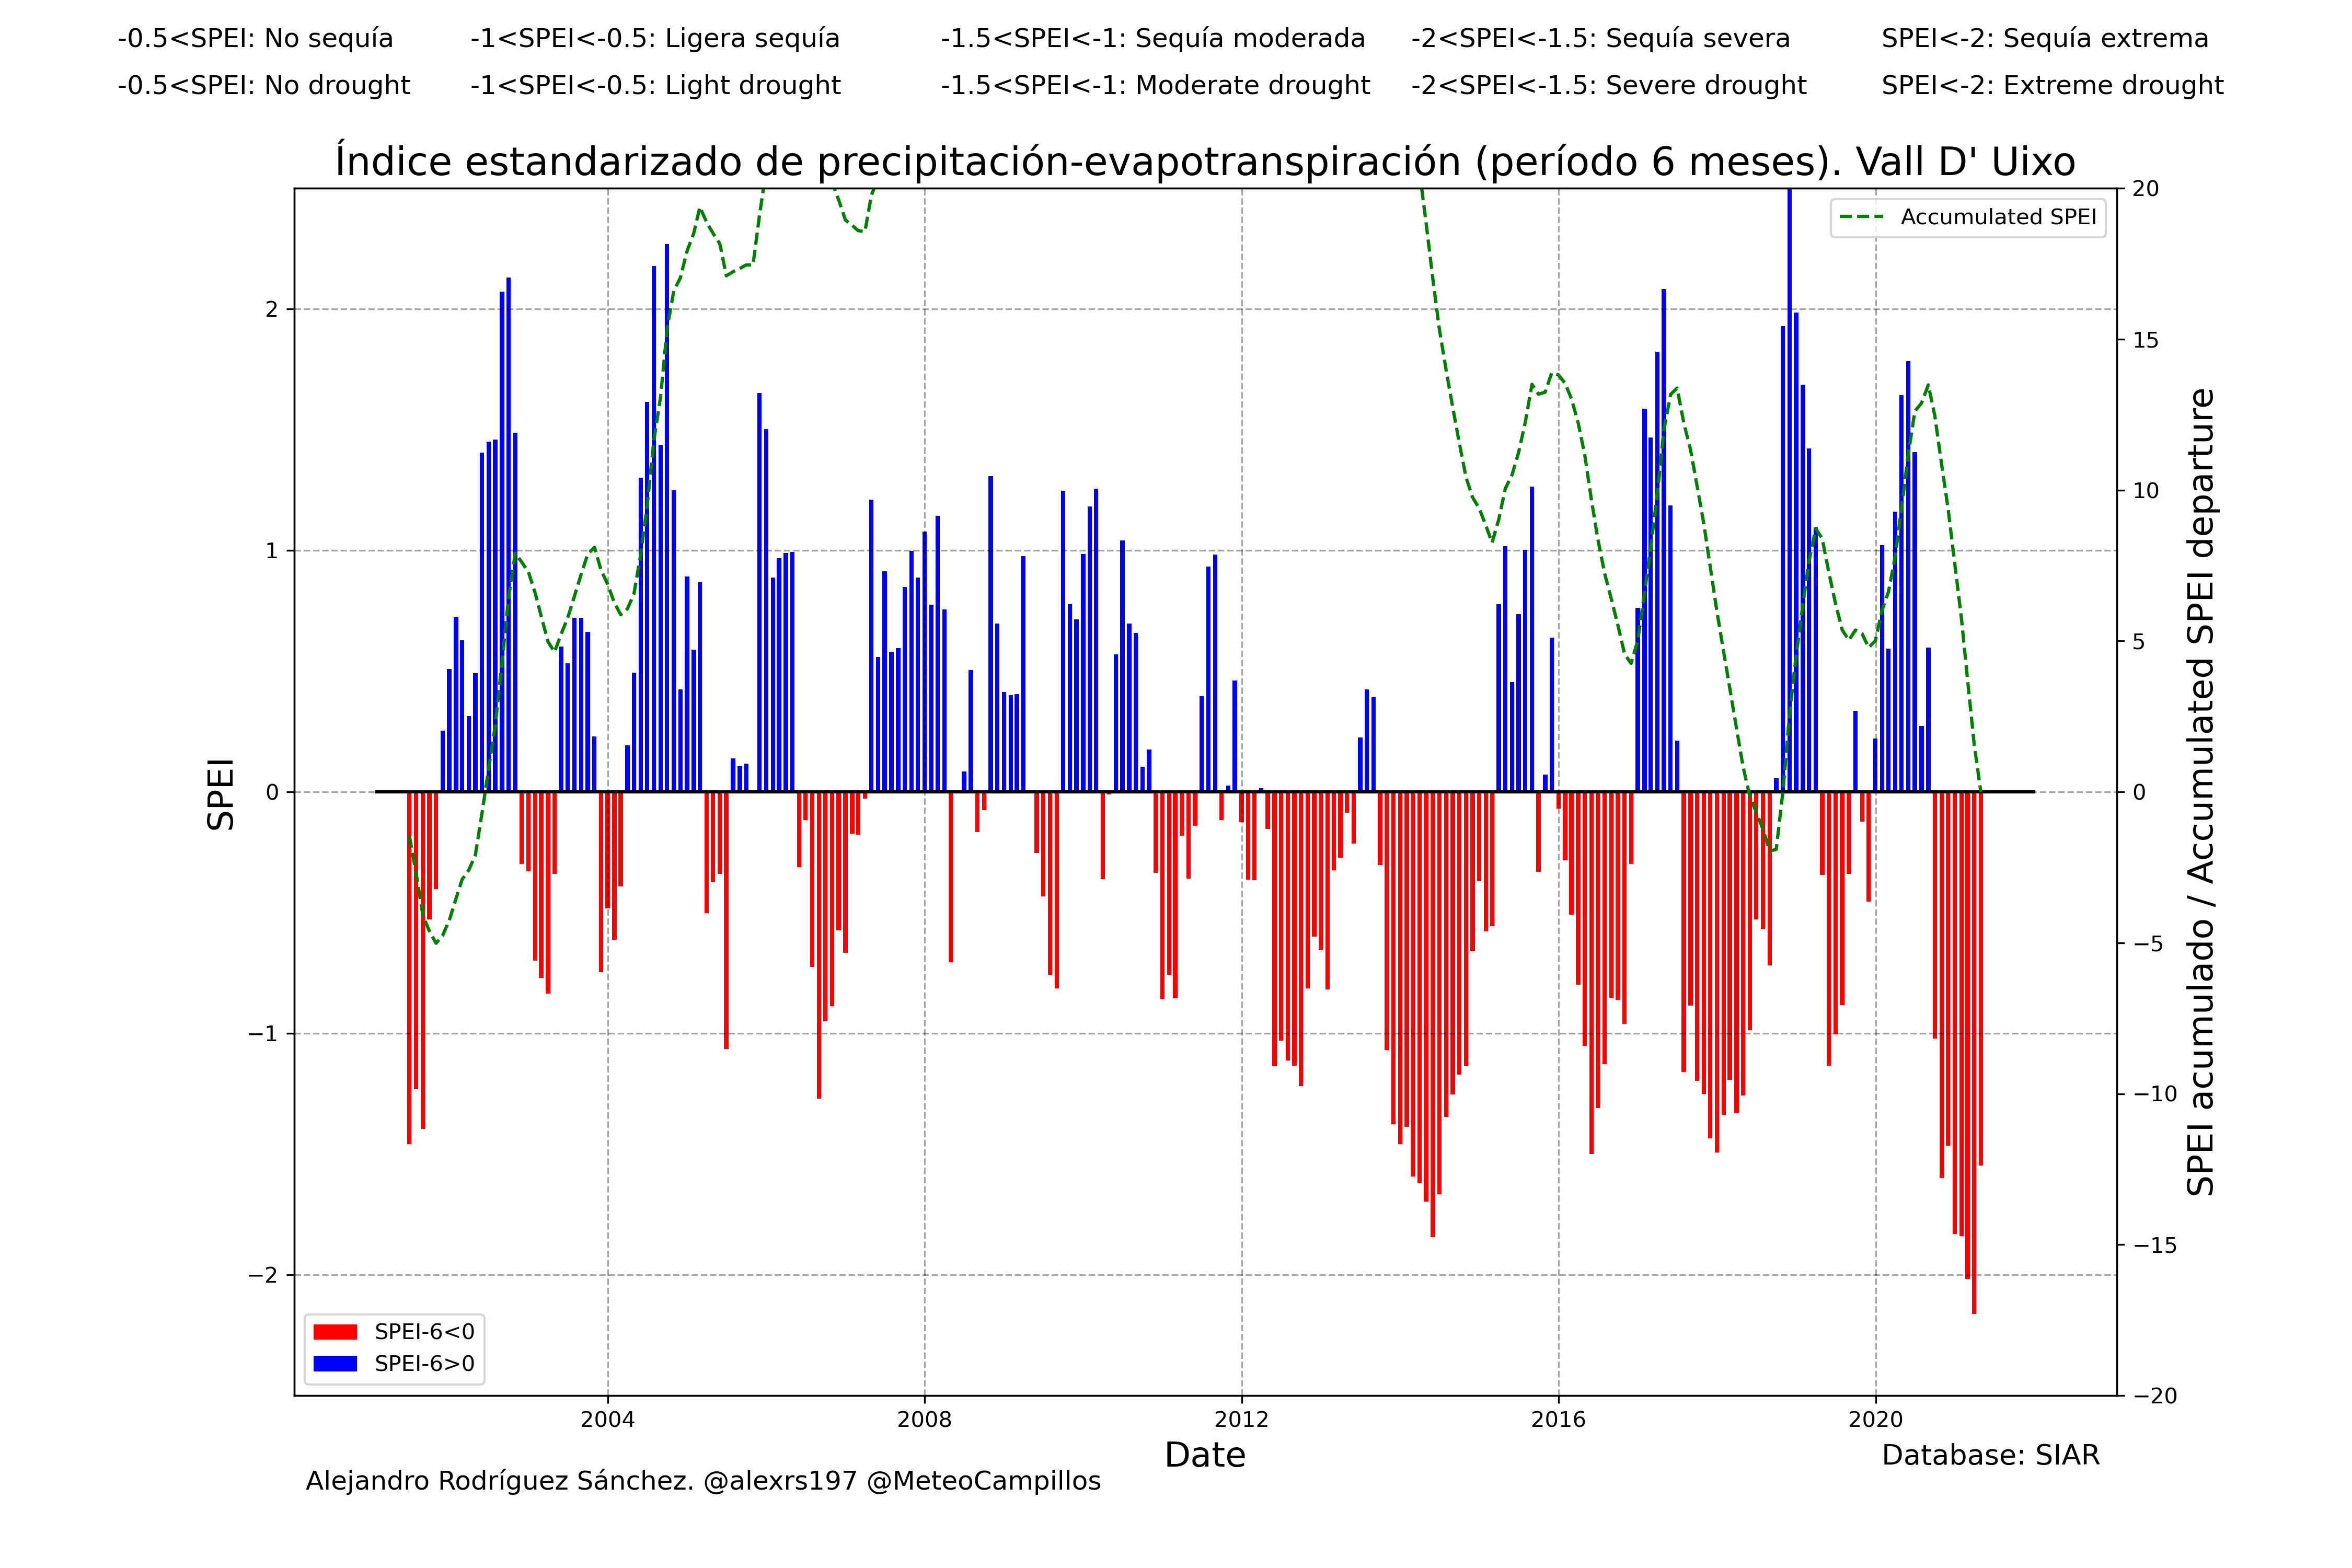 -0.5<SPEI: No sequía -1<SPEI<-0.5: Ligera sequía -1.5<SPEI<-1: Sequía moderada -2<SPEI<-1.5: Sequía severa SPEI<-2: Sequía extrema
-0.5<SPEI: No drought -1<SPEI<-0.5: Light drought -1.5<SPEI<-1: Moderate drought -2<SPEI<-1.5: Severe drought SPEI<-2: Extreme drought
Índice estandarizado de precipitación-evapotranspiración (período 6 meses). Vall D' Uixo
Accumulated SPEI
SPEI
2
1
0
−1
−2
20
15
10
5
0
−5
−10
−15
−20
SPEI acumulado / Accumulated SPEI departure
SPEI-6<0
SPEI-6>0
2004 2008 2012 2016 2020
Date
Database: SIAR
Alejandro Rodríguez Sánchez. @alexrs197 @MeteoCampillos